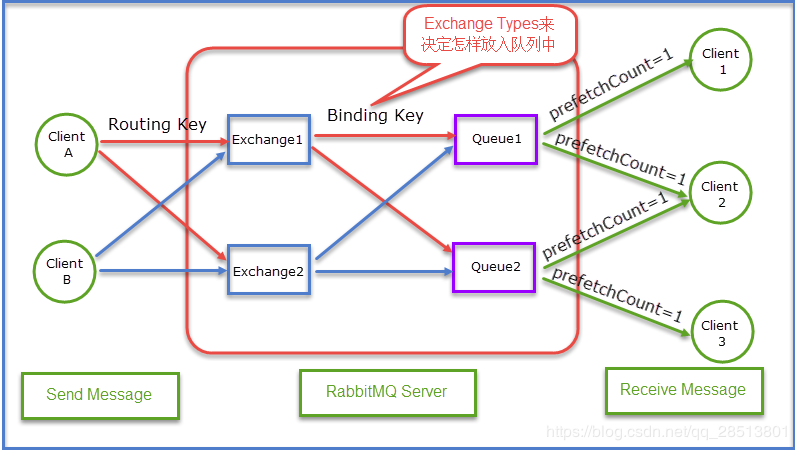 Exchange Types来
决定怎样放入队列中
Client
1
prefetchCount=1
Routing Key
Binding Key
Client
A
Exchange1
Queue1
prefetchCount=1
Client
2
prefetchCount=1
Client
B
Exchange2
Queue2
prefetchCount=1
Client
3
Send Message
RabbitMQ Server
Receive Message
https://blog.csdn.net/qq_28513801